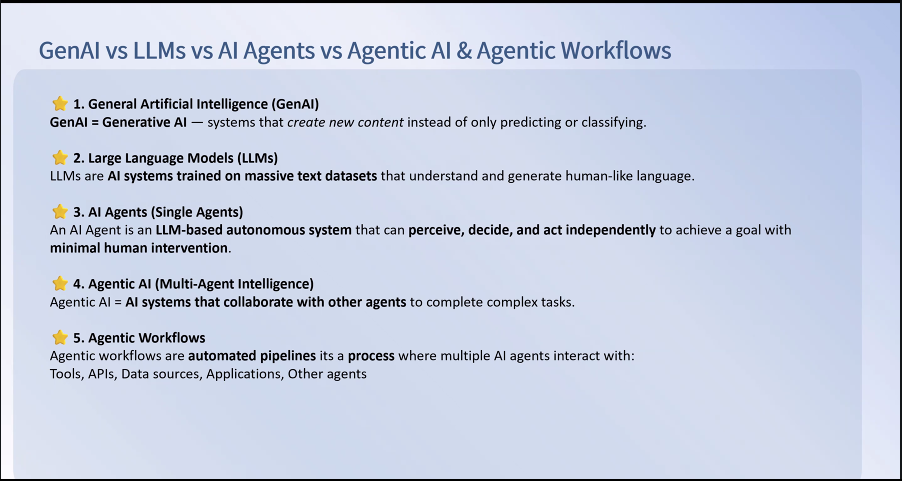 GenAI vs LLMs vs AI Agents vs Agentic AI & Agentic Workflows
⭐ 1. General Artificial Intelligence (GenAI)
GenAI = Generative AI — systems that create new content instead of only predicting or classifying.
⭐ 2. Large Language Models (LLMs)
LLMs are AI systems trained on massive text datasets that understand and generate human-like language.
⭐ 3. AI Agents (Single Agents)
An AI Agent is an LLM-based autonomous system that can perceive, decide, and act independently to achieve a goal with
minimal human intervention.
⭐ 4. Agentic AI (Multi-Agent Intelligence)
Agentic AI = AI systems that collaborate with other agents to complete complex tasks.
⭐ 5. Agentic Workflows
Agentic workflows are automated pipelines its a process where multiple AI agents interact with:
Tools, APIs, Data sources, Applications, Other agents